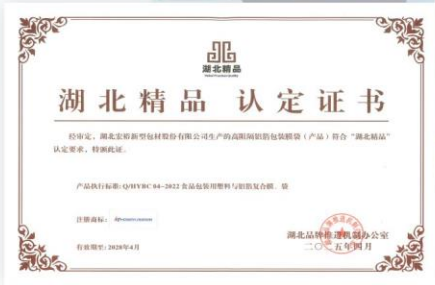 湖北精品
湖北精品 认定证书
经审定，湖北宏裕新型包材股份有限公司生产的高阻隔铝箔包装膜袋（产品）符合“湖北精品”
认定要求，特颁此证。
产品执行标准: Q/HYBC 04-2022 食品包装用塑料与铝箔复合膜、袋
注册商标:
有效期至: 2028年4月
湖北品牌推进机制办公室
二〇二五年四月